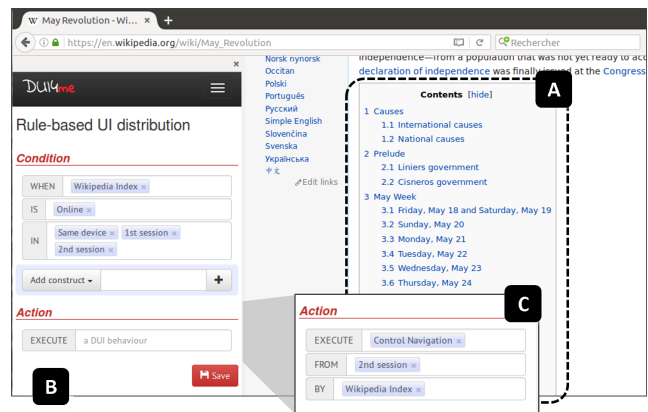 May Revolution - Wi... × +
https://en.wikipedia.org/wiki/May_Revolution
Rechercher
×
DUI4me
Rule-based UI distribution
Condition
WHEN Wikipedia Index ×
IS Online ×
IN Same device × 1st session ×
2nd session ×
Add construct +
Action
EXECUTE a DUI behaviour
Save
B
Norsk nynorsk
Occitan
Polski
Português
Русский
Simple English
Slovenčina
Svenska
Українська
中文
Edit links
independence—from a population that was not yet ready to acc
declaration of independence was finally issued at the Congress
A
Contents [hide]
1 Causes
1.1 International causes
1.2 National causes
2 Prelude
2.1 Liniers government
2.2 Cisneros government
3 May Week
3.1 Friday, May 18 and Saturday, May 19
3.2 Sunday, May 20
3.3 Monday, May 21
3.4 Tuesday, May 22
3.5 Wednesday, May 23
3.6 Thursday, May 24
C
Action
EXECUTE Control Navigation ×
FROM 2nd session ×
BY Wikipedia Index ×